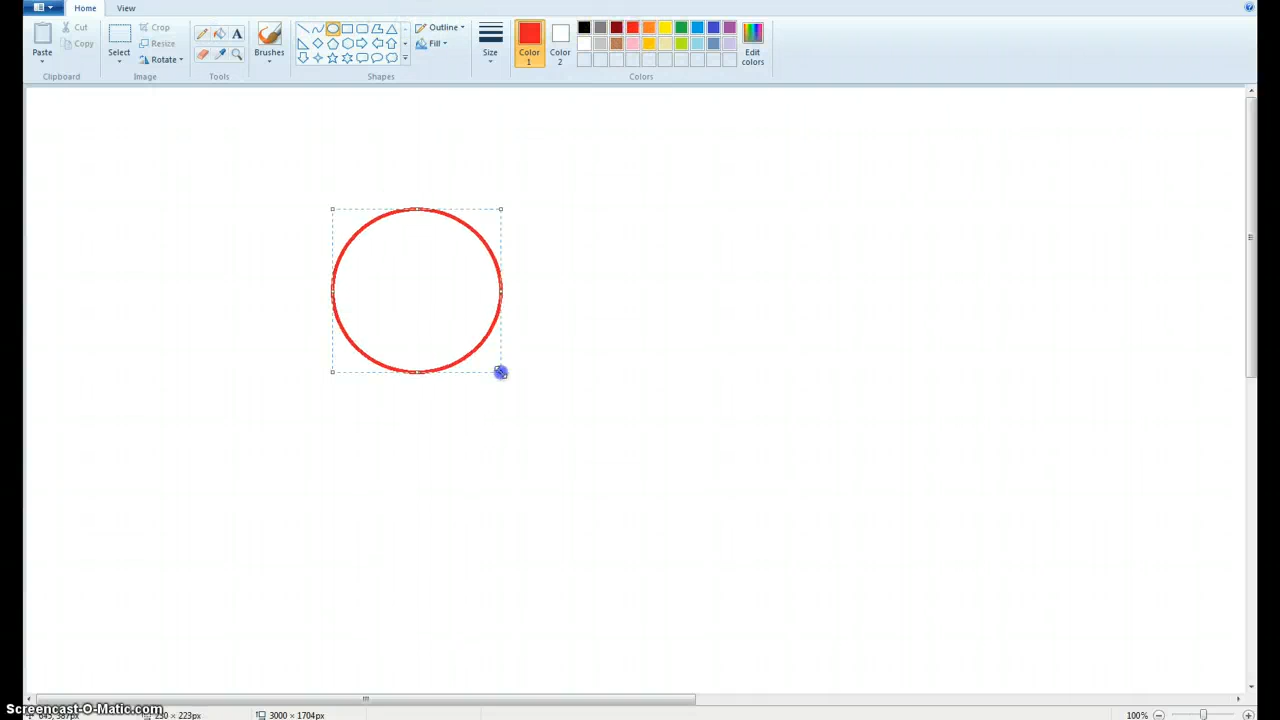 Home View
Paste
Cut
Copy
Clipboard
Select
Crop
Resize
Rotate
Image
A
Tools
Brushes
Outline
Fill
Shapes
Size
Color 1
Color 2
Edit colors
Colors
Screencast-O-Matic.com
223px
3000 × 1704px
100%